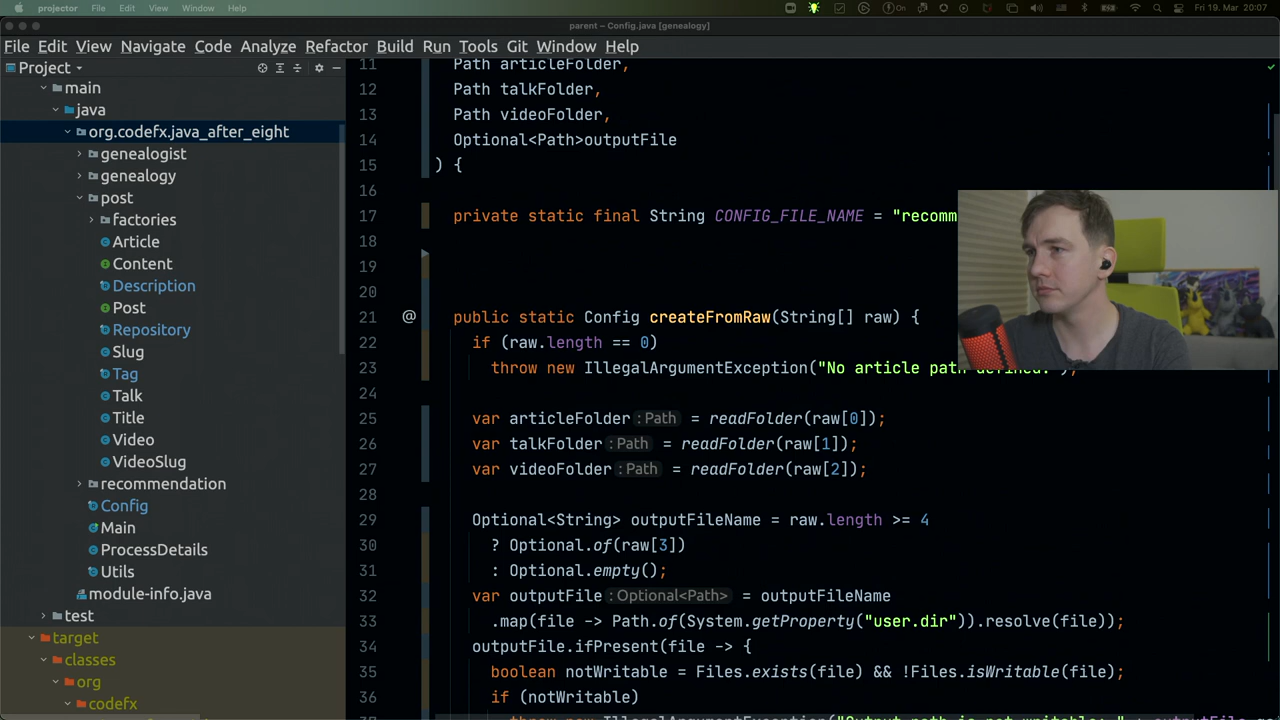 projector File Edit View Window Help On Fri 19. Mar 20:07
parent – Config.java [genealogy]
File Edit View Navigate Code Analyze Refactor Build Run Tools Git Window Help
Project
main
java
org.codefx.java_after_eight
genealogist
genealogy
post
factories
Article
Content
Description
Post
Repository
Slug
Tag
Talk
Title
Video
VideoSlug
recommendation
Config
Main
ProcessDetails
Utils
module-info.java
test
target
classes
org
codefx
11 Path articleFolder,
12 Path talkFolder,
13 Path videoFolder,
14 Optional<Path>outputFile
15 ) {
16
17 private static final String CONFIG_FILE_NAME = "recomm
18
19
20
21 @ public static Config createFromRaw(String[] raw) {
22 if (raw.length == 0)
23 throw new IllegalArgumentException("No article path defined.");
24
25 var articleFolder : Path = readFolder(raw[0]);
26 var talkFolder : Path = readFolder(raw[1]);
27 var videoFolder : Path = readFolder(raw[2]);
28
29 Optional<String> outputFileName = raw.length >= 4
30 ? Optional.of(raw[3])
31 : Optional.empty();
32 var outputFile : Optional<Path> = outputFileName
33 .map(file -> Path.of(System.getProperty("user.dir")).resolve(file));
34 outputFile.ifPresent(file -> {
35 boolean notWritable = Files.exists(file) && !Files.isWritable(file);
36 if (notWritable)